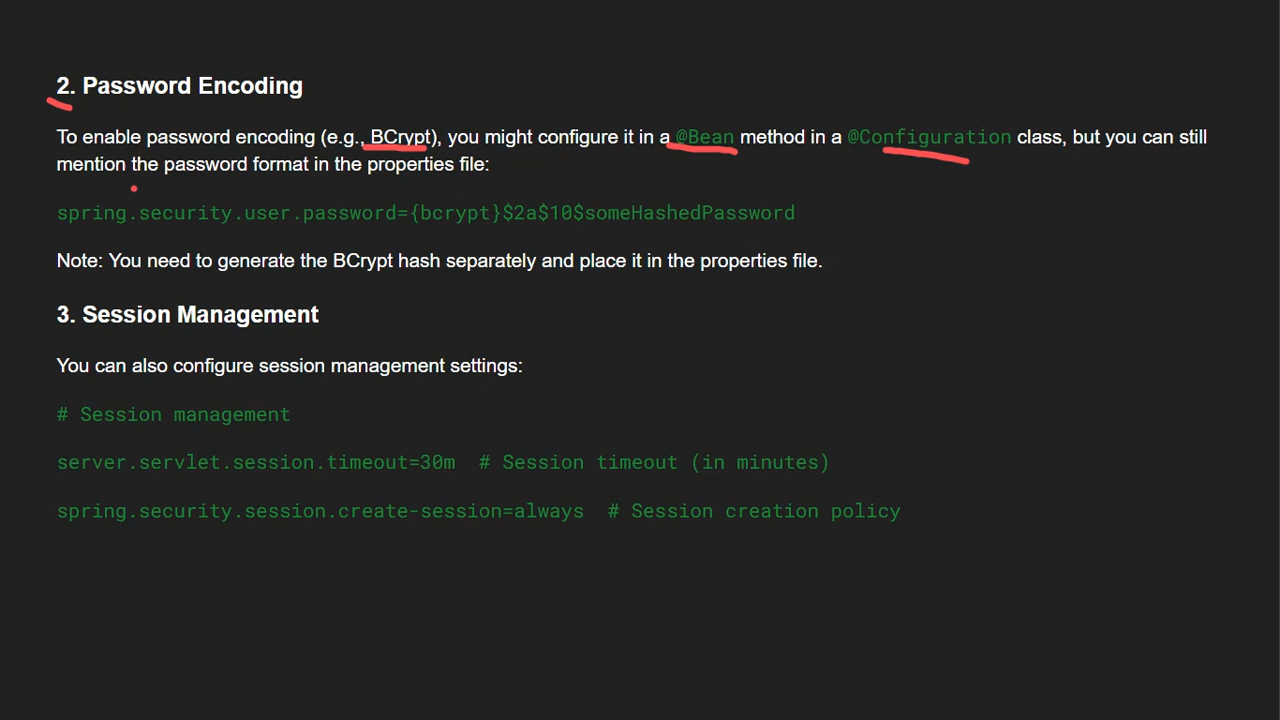 2. Password Encoding
To enable password encoding (e.g., BCrypt), you might configure it in a @Bean method in a @Configuration class, but you can still
mention the password format in the properties file:
spring.security.user.password={bcrypt}$2a$10$someHashedPassword
Note: You need to generate the BCrypt hash separately and place it in the properties file.
3. Session Management
You can also configure session management settings:
# Session management
server.servlet.session.timeout=30m  # Session timeout (in minutes)
spring.security.session.create-session=always  # Session creation policy